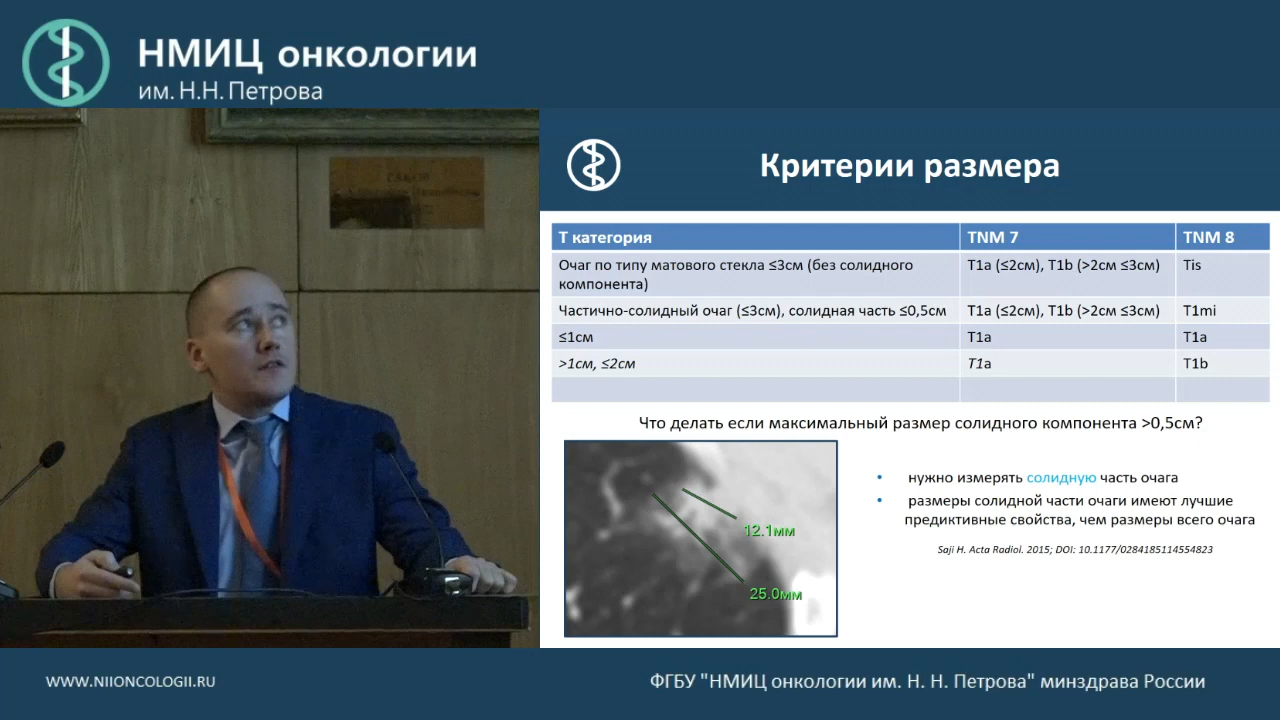 НМИЦ онкологии
им. Н.Н. Петрова
Критерии размера
Т категория TNM 7 TNM 8
Очаг по типу матового стекла ≤3см (без солидного T1a (≤2см), T1b (>2см ≤3см) Tis
компонента)
Частично-солидный очаг (≤3см), солидная часть ≤0,5см T1a (≤2см), T1b (>2см ≤3см) T1mi
≤1см T1a T1a
>1см, ≤2см T1a T1b
Что делать если максимальный размер солидного компонента >0,5см?
12.1мм
25.0мм
• нужно измерять солидную часть очага
• размеры солидной части очаги имеют лучшие
предиктивные свойства, чем размеры всего очага
Saji H. Acta Radiol. 2015; DOI: 10.1177/0284185114554823
WWW.NIIONCOLOGII.RU
ФГБУ "НМИЦ онкологии им. Н. Н. Петрова" минздрава России